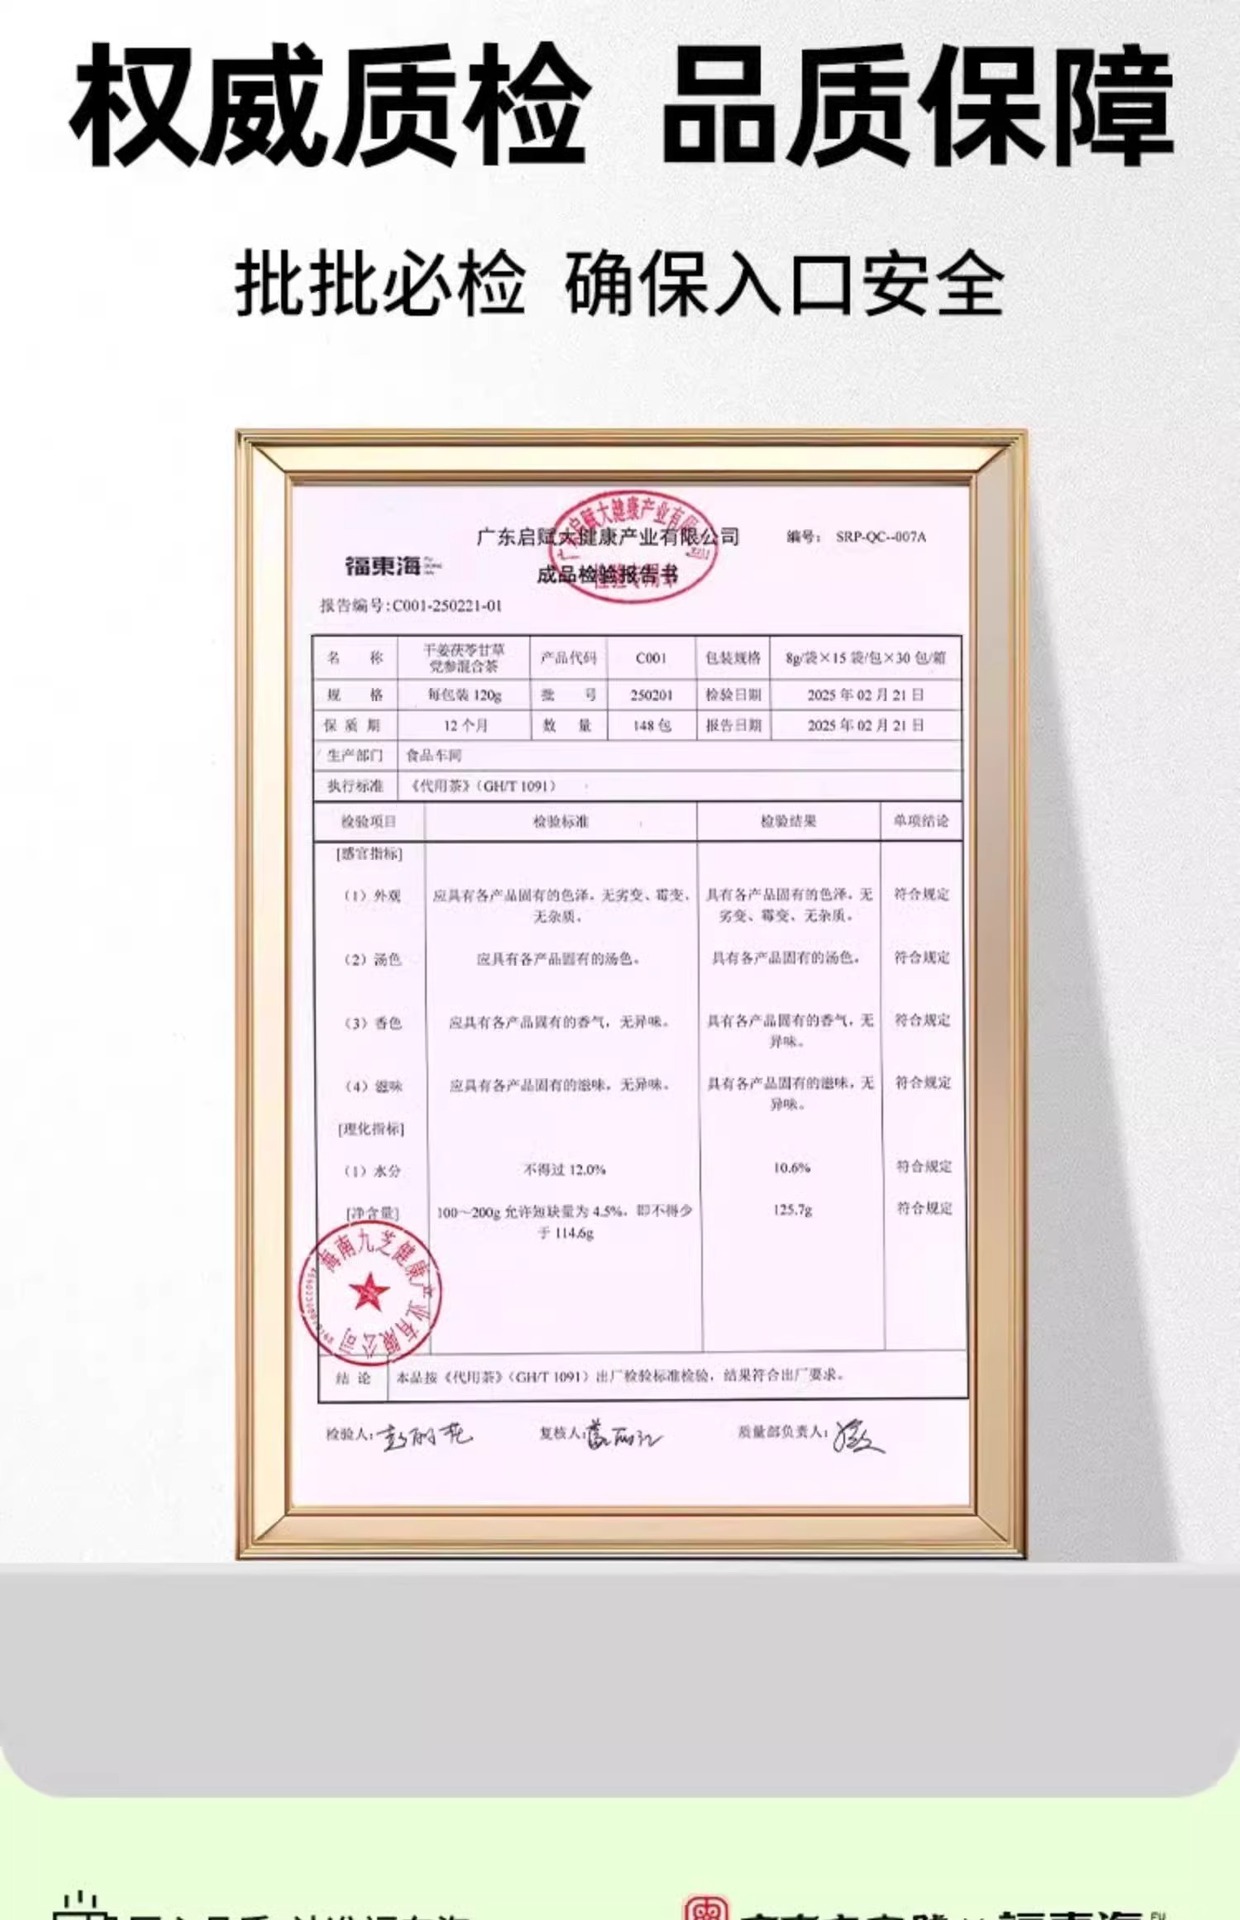 权威质检 品质保障
批批必检 确保入口安全
广东启赋大健康产业有限公司
编号： SRP-QC--007A
福東海
成品检验报告书
报告编号:C001-250221-01
名 称 干姜茯苓甘草党参混合茶 产品代码 C001 包装规格 8g/袋×15 袋/包×30 包/箱
规 格 每包装 120g 批 号 250201 检验日期 2025 年 02 月 21 日
保 质 期 12 个月 数 量 148 包 报告日期 2025 年 02 月 21 日
生产部门 食品车间
执行标准 《代用茶》（GH/T 1091）
检验项目 检验标准 检验结果 单项结论
[感官指标]
（1）外观 应具有各产品固有的色泽，无劣变、霉变、无杂质。 具有各产品固有的色泽，无劣变、霉变、无杂质。 符合规定
（2）汤色 应具有各产品固有的汤色。 具有各产品固有的汤色。 符合规定
（3）香色 应具有各产品固有的香气，无异味。 具有各产品固有的香气，无异味。 符合规定
（4）滋味 应具有各产品固有的滋味，无异味。 具有各产品固有的滋味，无异味。 符合规定
[理化指标]
（1）水分 不得过 12.0% 10.6% 符合规定
[净含量] 100～200g 允许短缺量为 4.5%，即不得少于 114.6g 125.7g 符合规定
海南九芝健康产业有限公司
结 论 本品按《代用茶》（GH/T 1091）出厂检验标准检验，结果符合出厂要求。
检验人: 复核人: 质量部负责人:
福東海